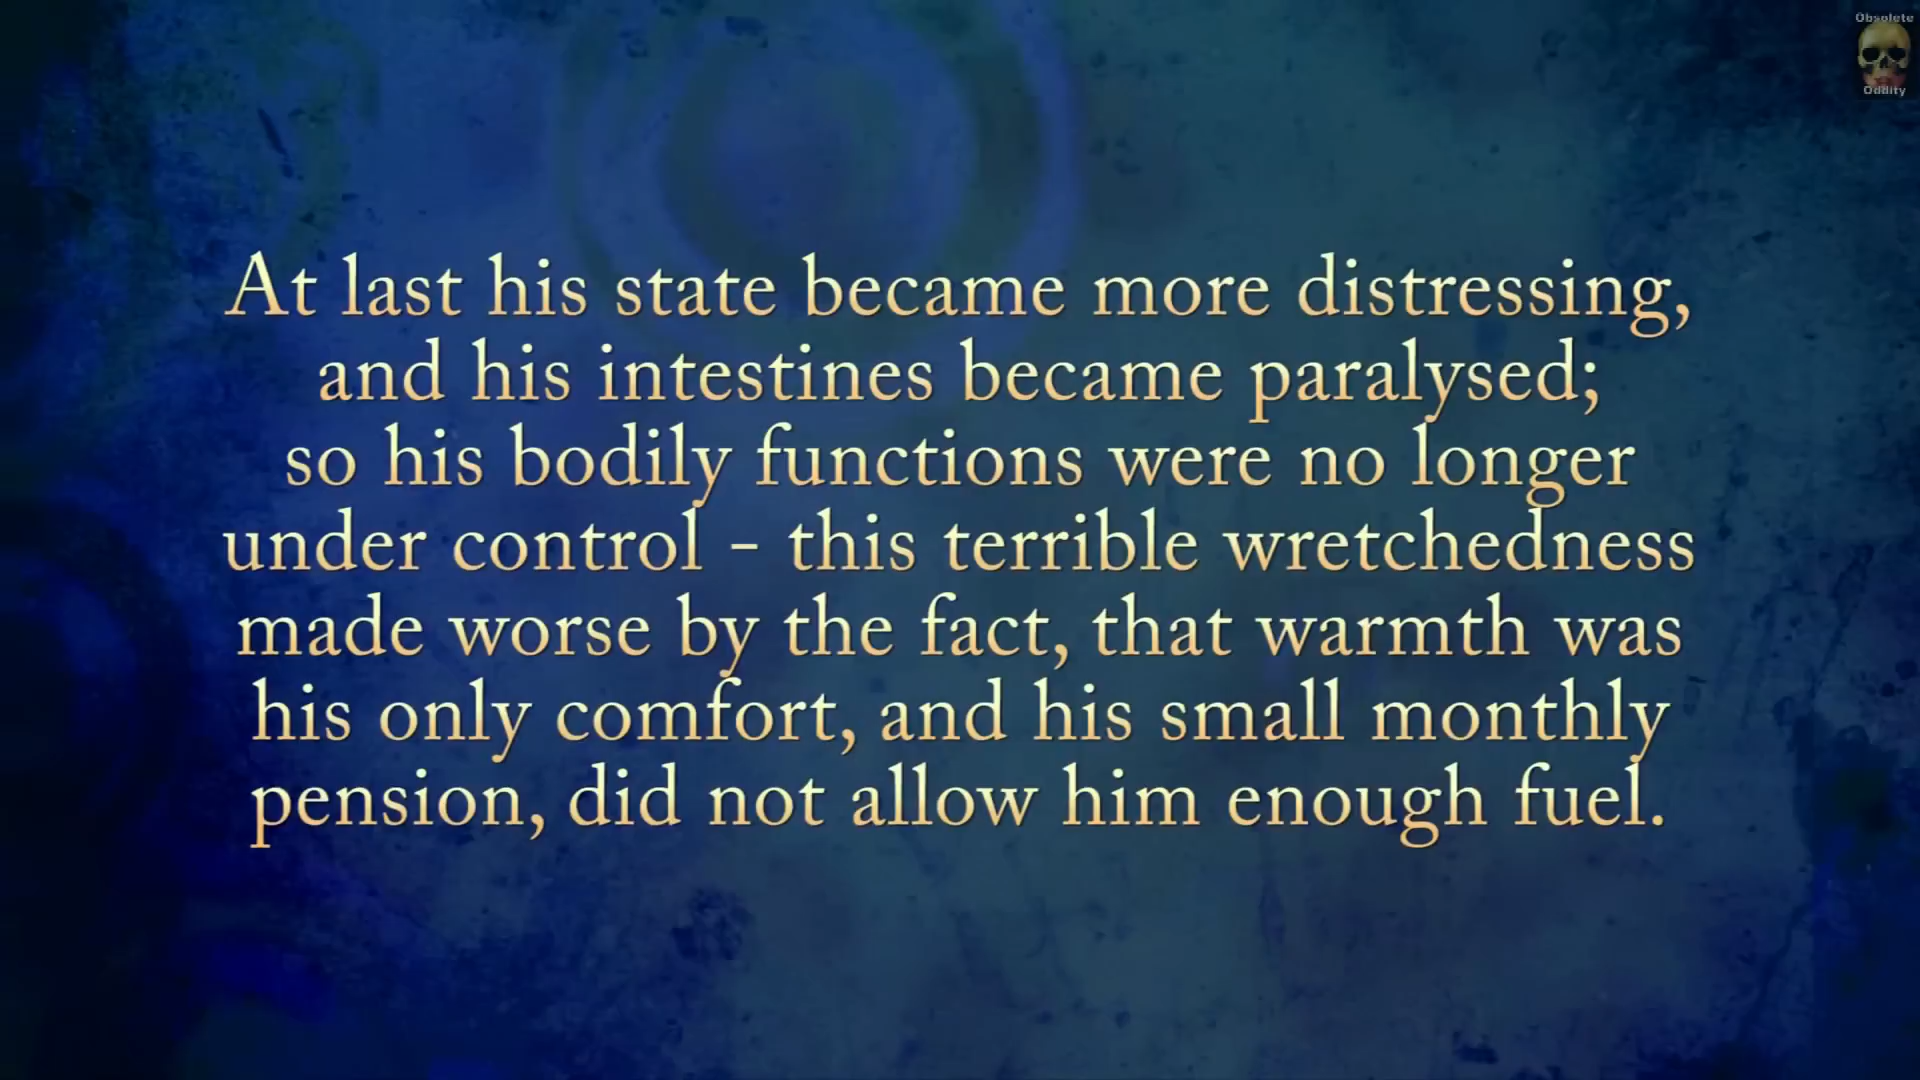 Obsolete
Oddity
At last his state became more distressing,
and his intestines became paralysed;
so his bodily functions were no longer
under control - this terrible wretchedness
made worse by the fact, that warmth was
his only comfort, and his small monthly
pension, did not allow him enough fuel.